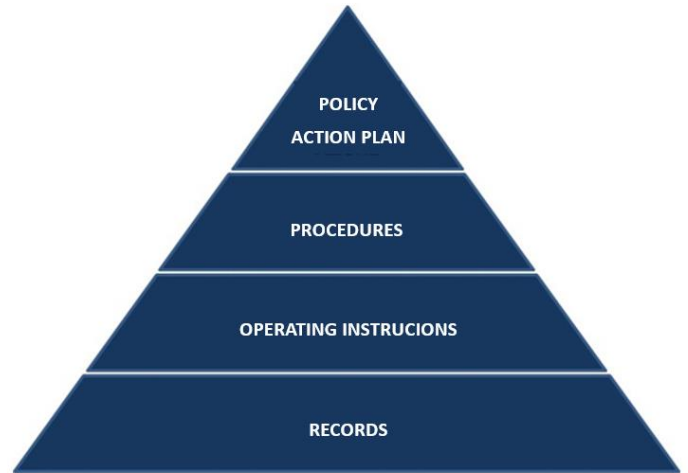 POLICY
ACTION PLAN
PROCEDURES
OPERATING INSTRUCIONS
RECORDS